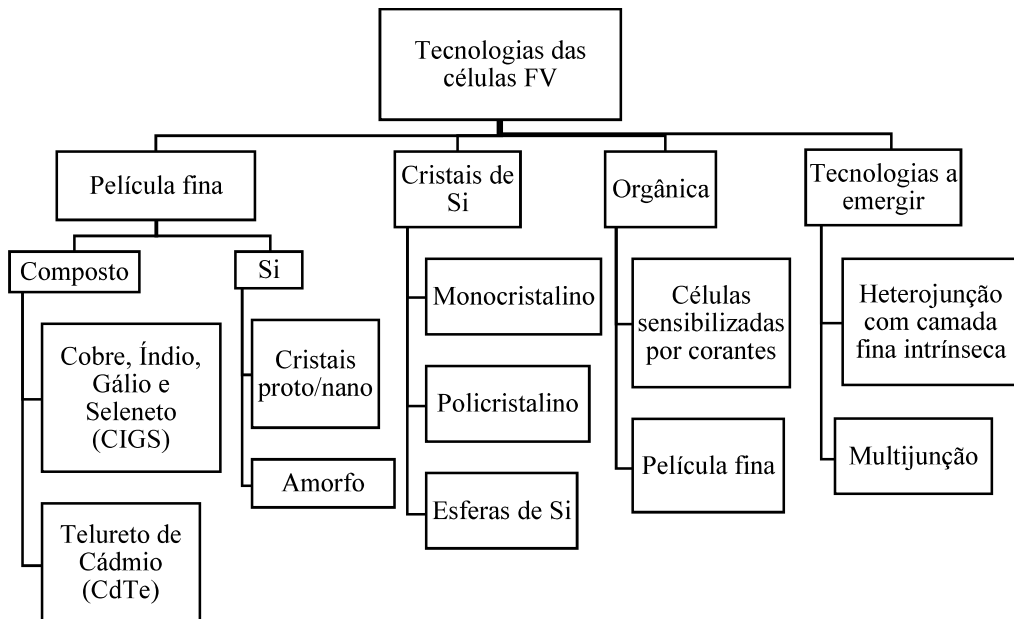 Tecnologias das
células FV
Película fina
Cristais de
Si
Orgânica
Tecnologias a
emergir
Composto
Si
Cobre, Índio,
Gálio e
Seleneto
(CIGS)
Telureto de
Cádmio
(CdTe)
Cristais
proto/nano
Amorfo
Monocristalino
Policristalino
Esferas de Si
Células
sensibilizadas
por corantes
Película fina
Heterojunção
com camada
fina intrínseca
Multijunção